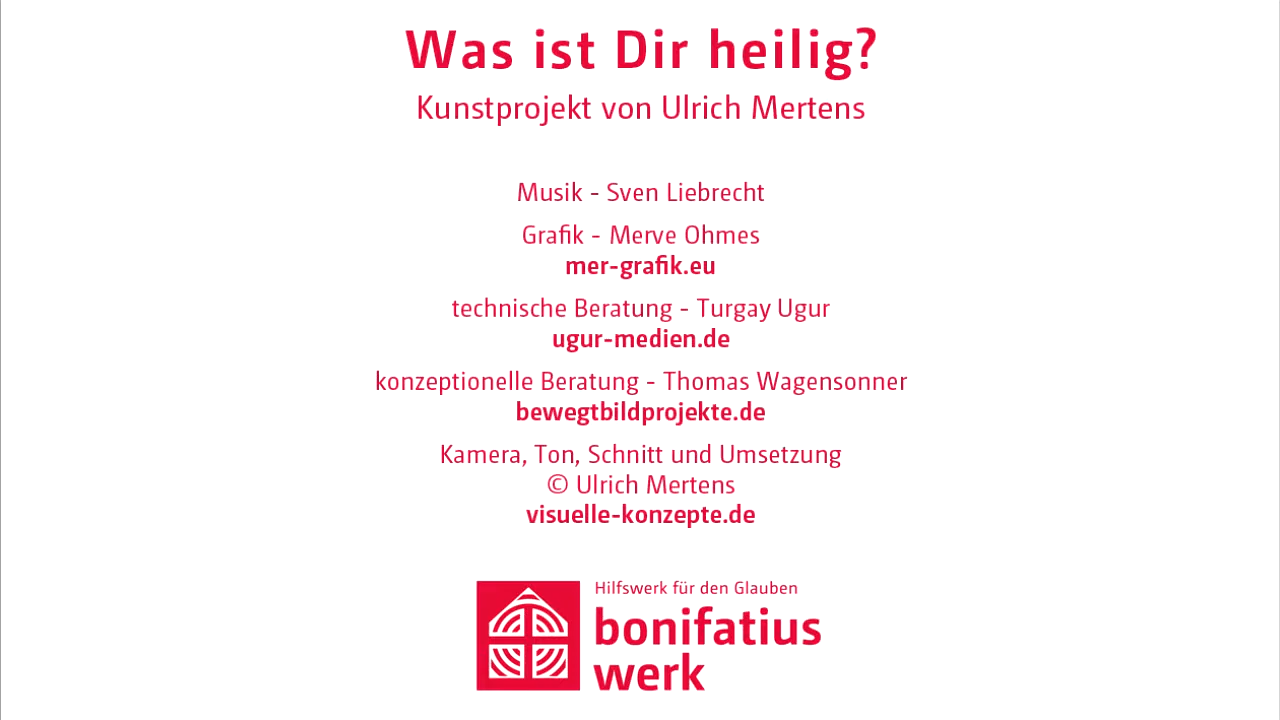 Was ist Dir heilig?
Kunstprojekt von Ulrich Mertens
Musik - Sven Liebrecht
Grafik - Merve Ohmes
mer-grafik.eu
technische Beratung - Turgay Ugur
ugur-medien.de
konzeptionelle Beratung - Thomas Wagensonner
bewegtbildprojekte.de
Kamera, Ton, Schnitt und Umsetzung
© Ulrich Mertens
visuelle-konzepte.de
Hilfswerk für den Glauben
bonifatius
werk